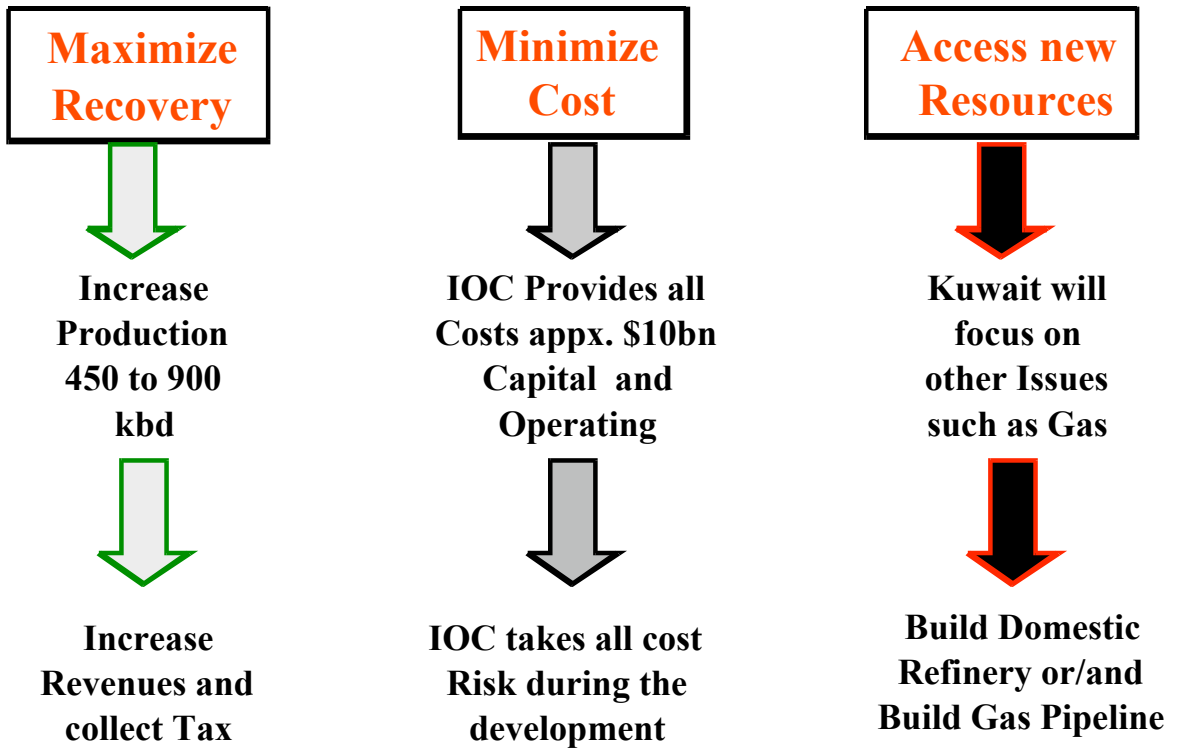 Maximize
Recovery
Increase
Production
450 to 900
kbd
Increase
Revenues and
collect Tax
Minimize
Cost
IOC Provides all
Costs appx. $10bn
Capital and
Operating
IOC takes all cost
Risk during the
development
Access new
Resources
Kuwait will
focus on
other Issues
such as Gas
Build Domestic
Refinery or/and
Build Gas Pipeline